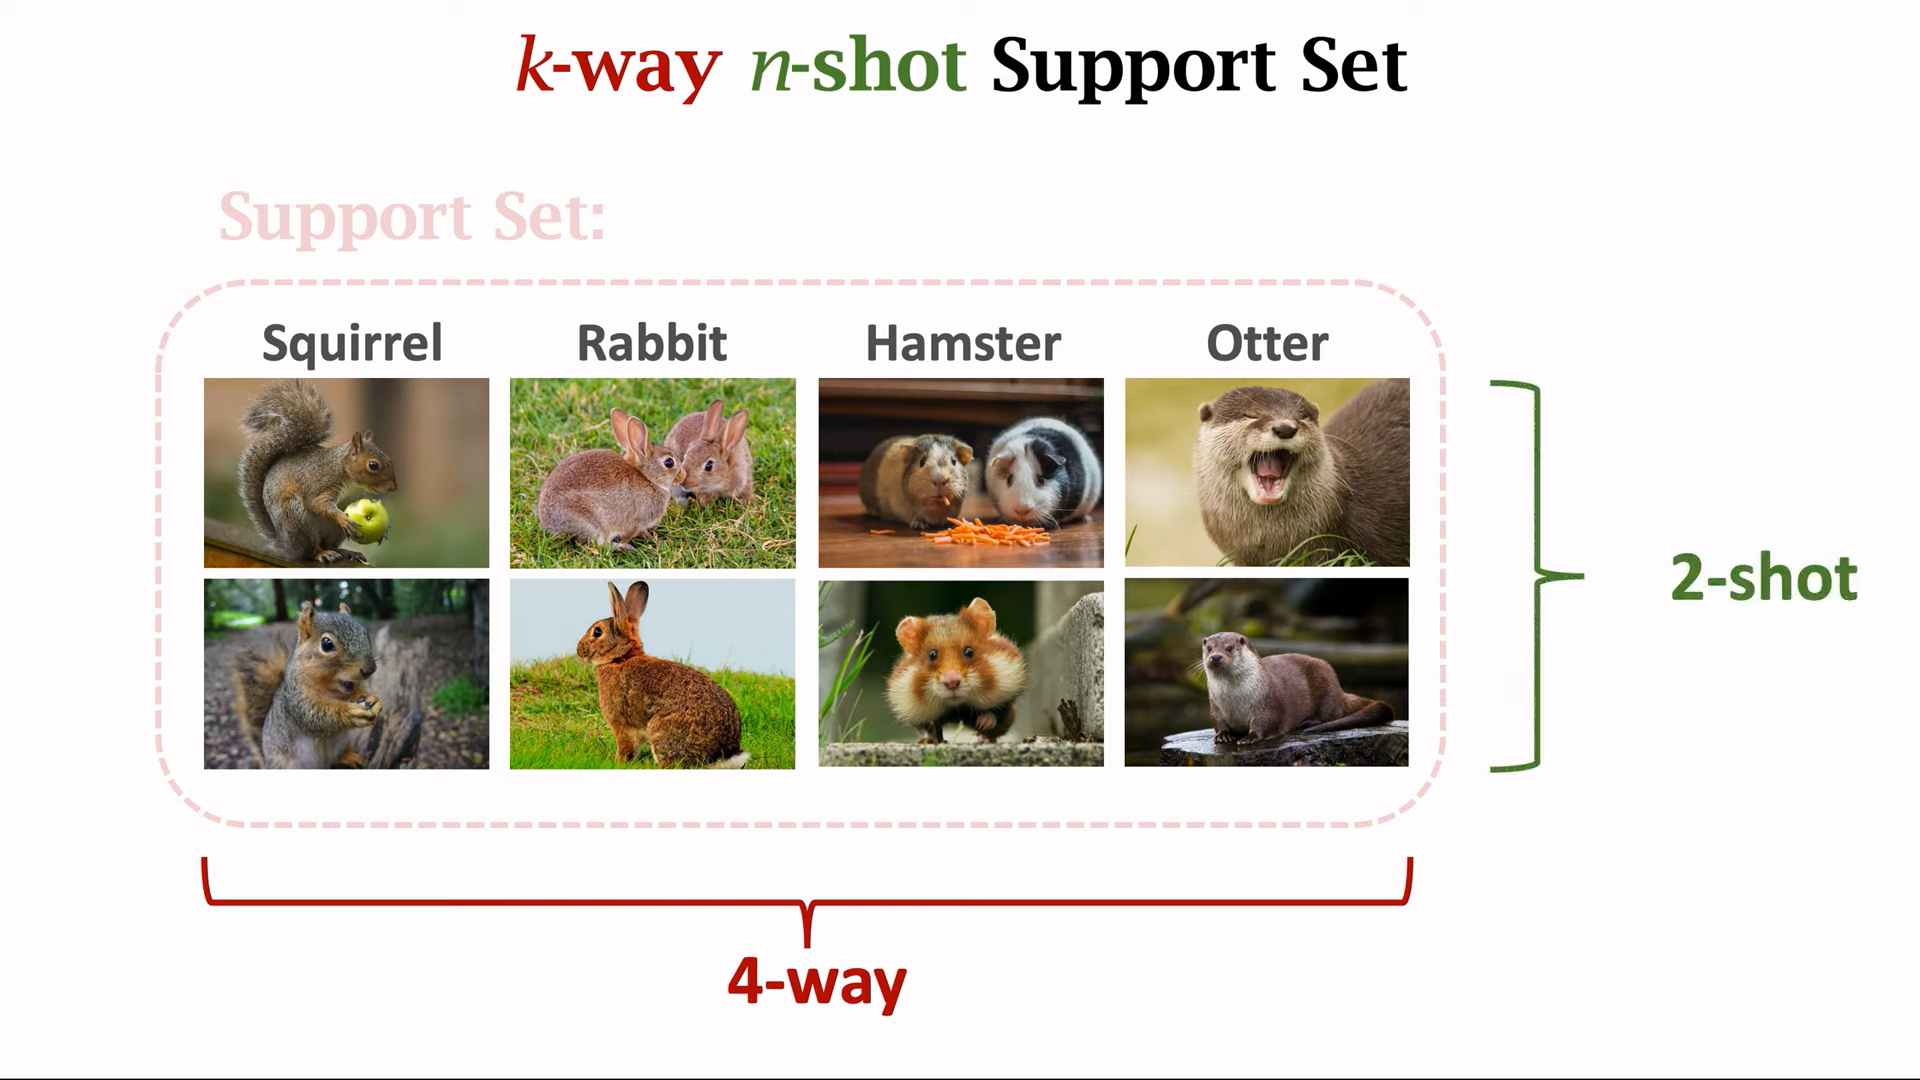 k-way n-shot Support Set
Support Set:
Squirrel Rabbit Hamster Otter
2-shot
4-way